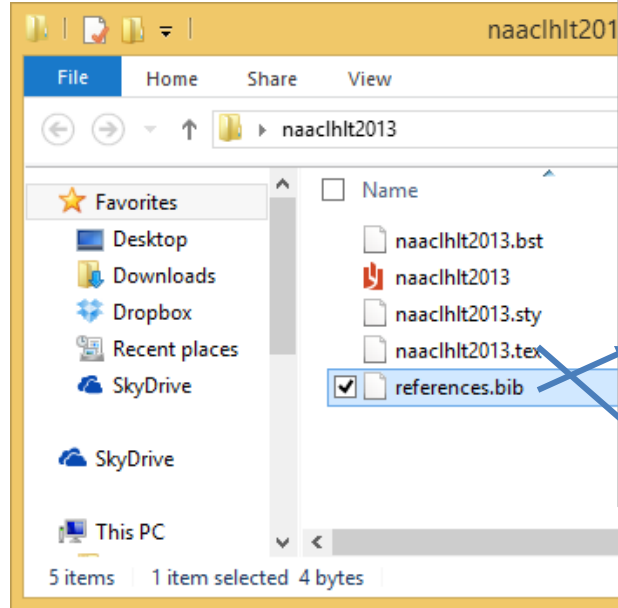 naaclhlt201
File Home Share View
naaclhlt2013
Favorites
Desktop
Downloads
Dropbox
Recent places
SkyDrive
SkyDrive
This PC
Name
naaclhlt2013.bst
naaclhlt2013
naaclhlt2013.sty
naaclhlt2013.tex
references.bib
5 items 1 item selected 4 bytes